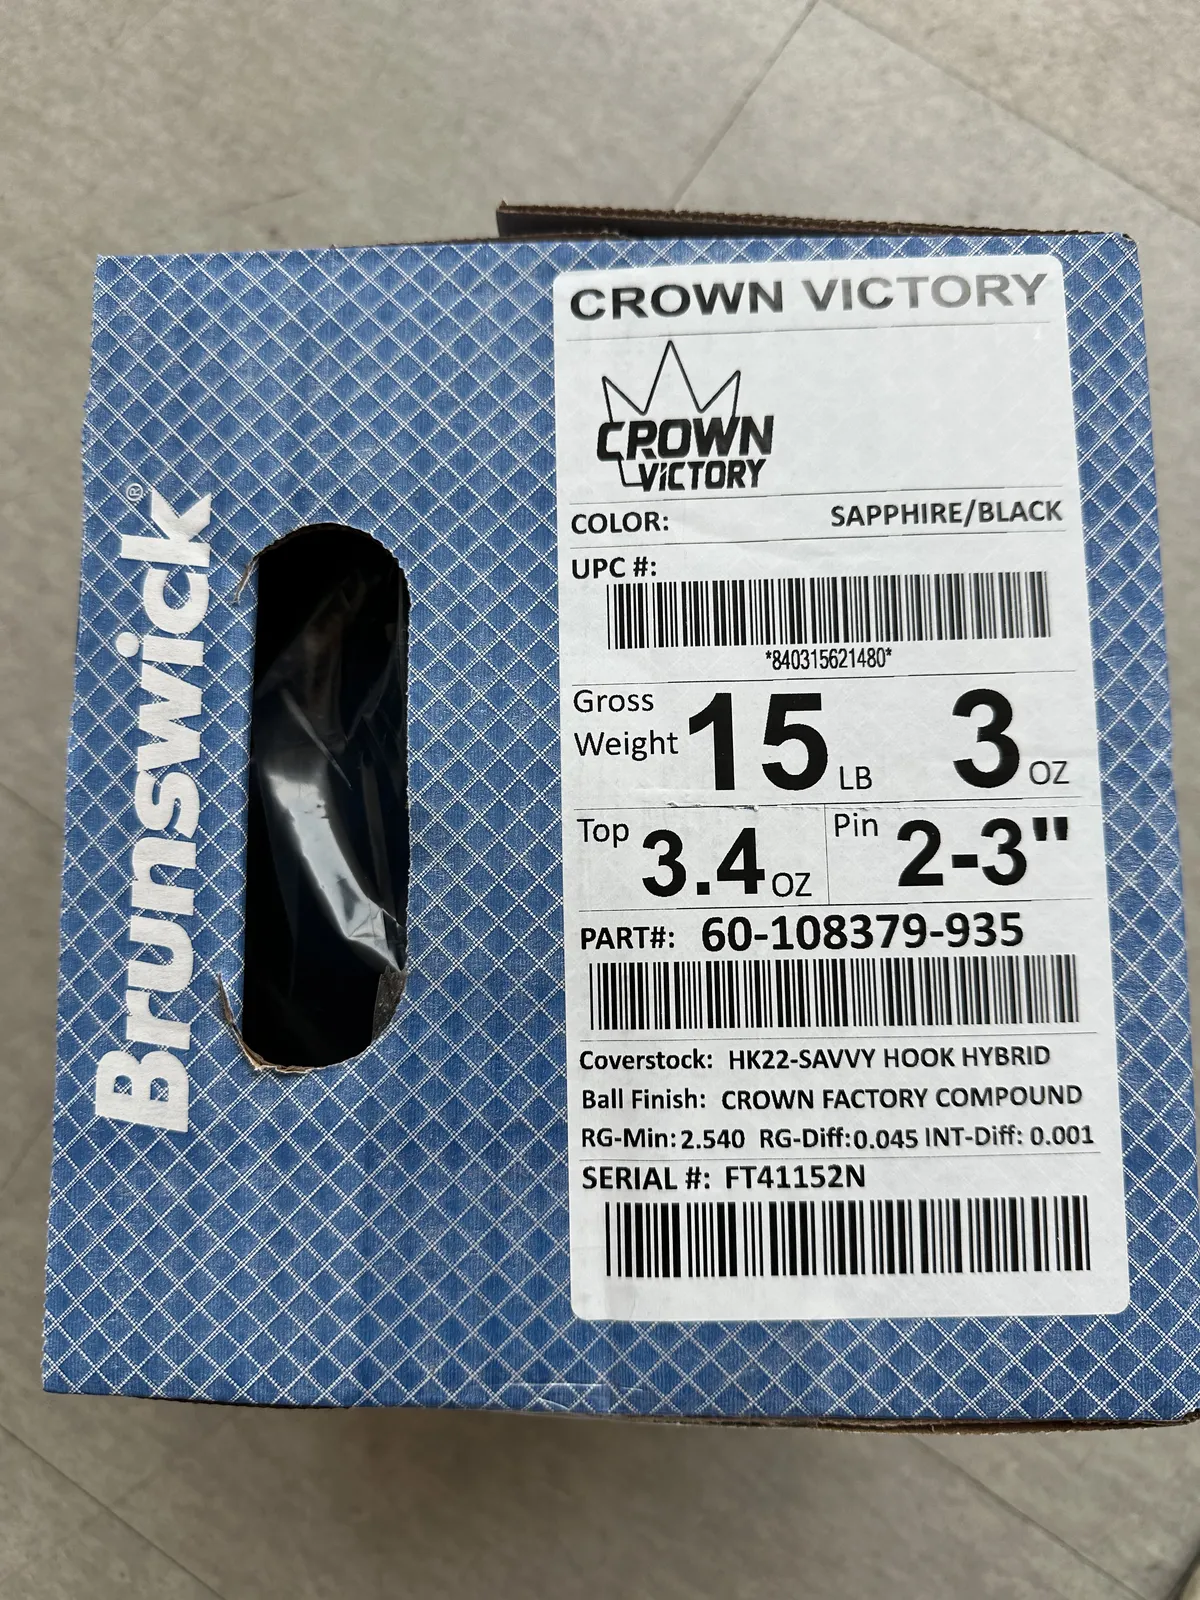 Brunswick®
CROWN VICTORY
CROWN
VICTORY
COLOR: SAPPHIRE/BLACK
UPC #:
*840315621480*
Gross
Weight 15 LB 3 OZ
Top 3.4 OZ Pin 2-3"
PART#: 60-108379-935
Coverstock: HK22-SAVVY HOOK HYBRID
Ball Finish: CROWN FACTORY COMPOUND
RG-Min: 2.540 RG-Diff: 0.045 INT-Diff: 0.001
SERIAL #: FT41152N